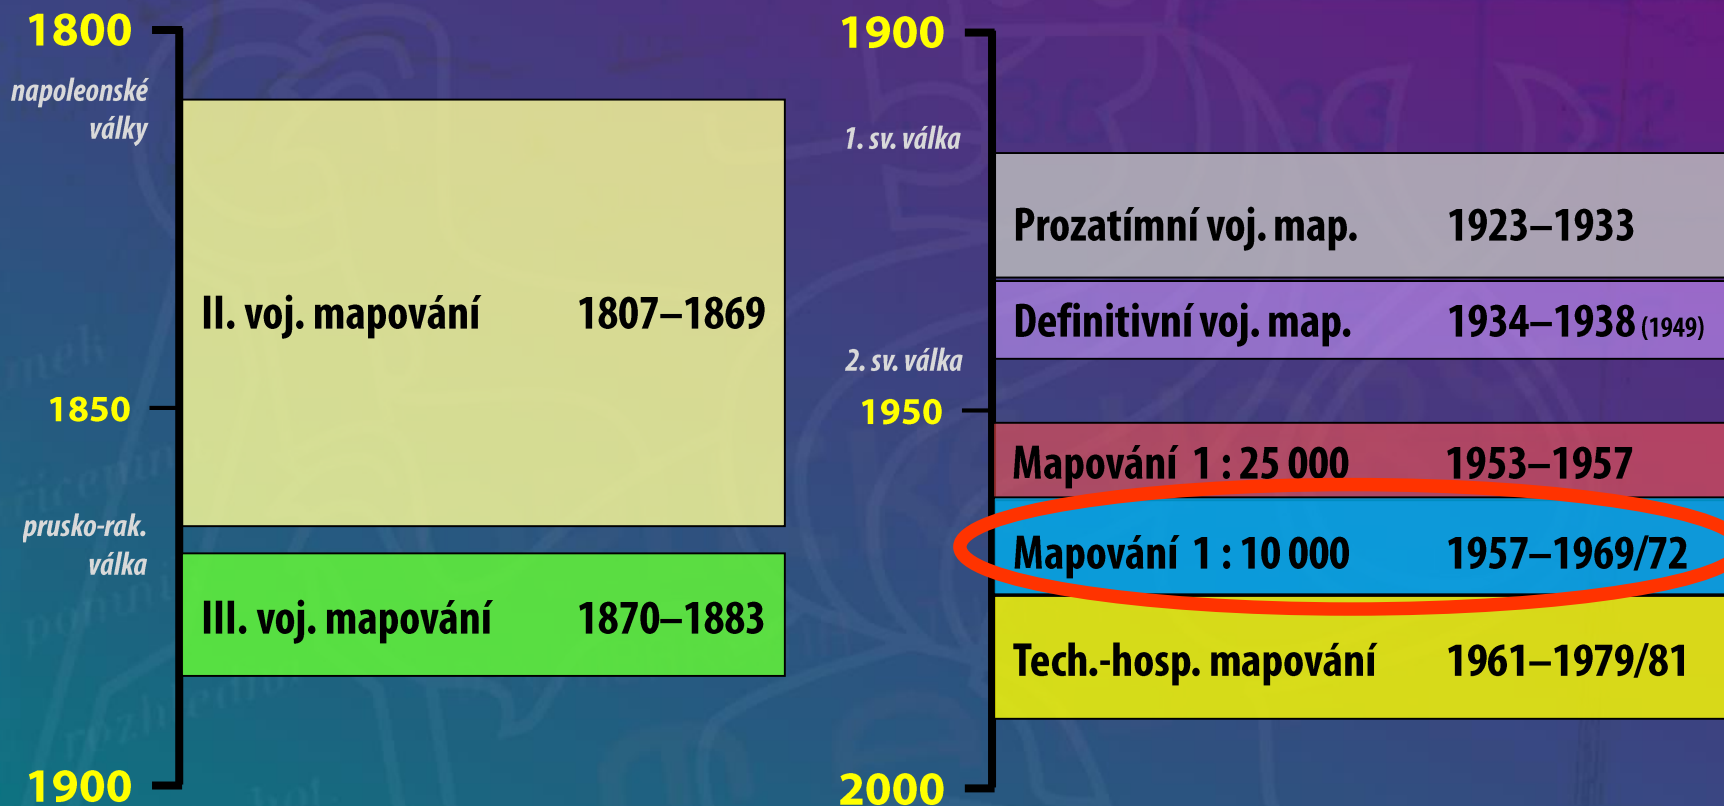 1800
napoleonské
války
II. voj. mapování 1807–1869
1850
prusko-rak.
válka
III. voj. mapování 1870–1883
1900
1900
1. sv. válka
Prozatímní voj. map. 1923–1933
Definitivní voj. map. 1934–1938 (1949)
2. sv. válka
1950
Mapování 1 : 25 000 1953–1957
Mapování 1 : 10 000 1957–1969/72
Tech.-hosp. mapování 1961–1979/81
2000